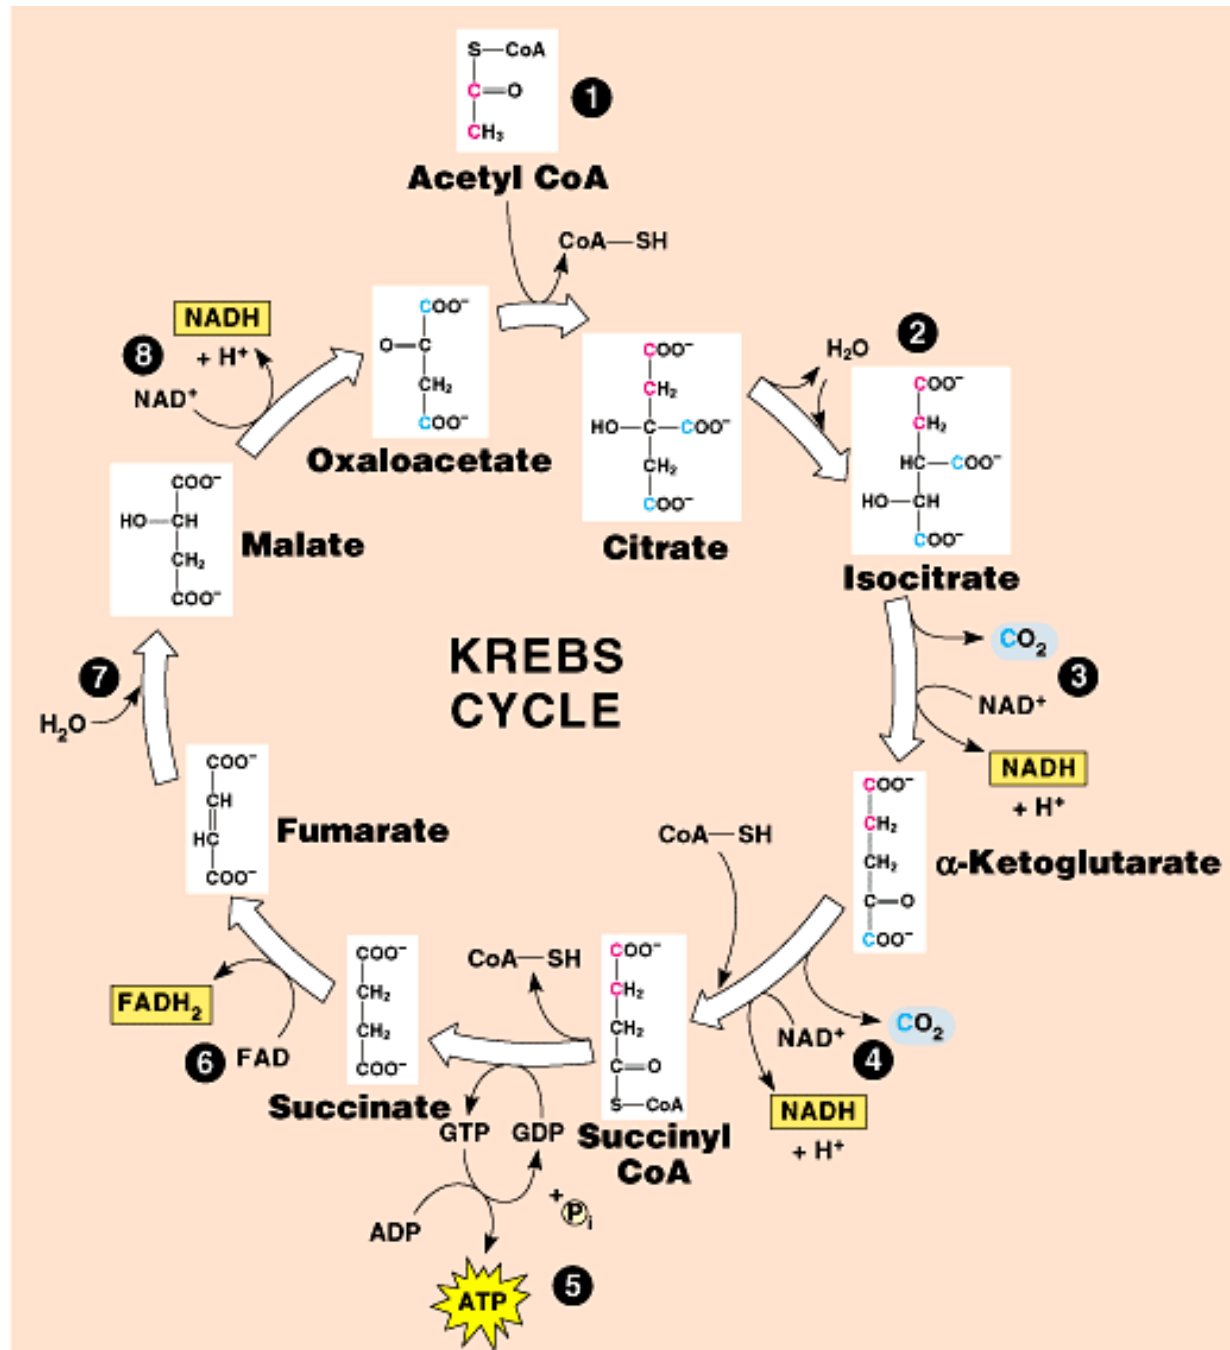 S—CoA
C=O
CH₃
1
Acetyl CoA
CoA—SH
NADH
+ H⁺
8
NAD⁺
COO⁻
O—C
CH₂
COO⁻
Oxaloacetate
COO⁻
CH₂
HO—C—COO⁻
CH₂
COO⁻
Citrate
H₂O
2
COO⁻
CH₂
HC—COO⁻
HO—CH
COO⁻
Isocitrate
COO⁻
HO—CH
CH₂
COO⁻
Malate
KREBS
CYCLE
CO₂
3
NAD⁺
NADH
+ H⁺
7
H₂O
COO⁻
CH
HC
COO⁻
Fumarate
CoA—SH
COO⁻
CH₂
CH₂
C—O
COO⁻
α-Ketoglutarate
FADH₂
6
FAD
COO⁻
CH₂
CH₂
COO⁻
Succinate
CoA—SH
COO⁻
CH₂
CH₂
C—O
S—CoA
Succinyl
CoA
NAD⁺
4
CO₂
NADH
+ H⁺
GTP
GDP
+ Pi
ADP
ATP
5